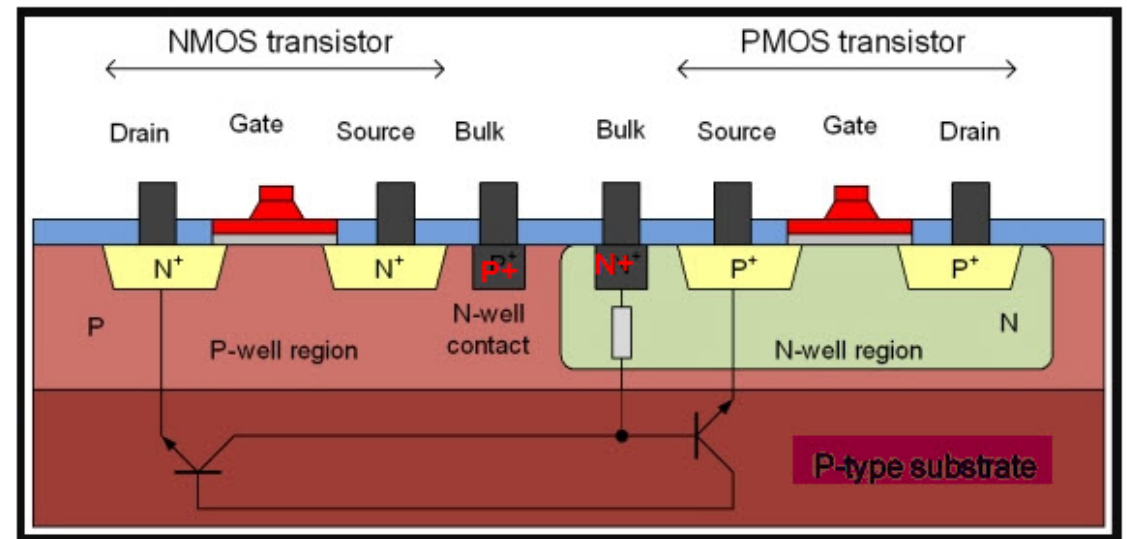 NMOS transistor
PMOS transistor
Drain
Gate
Source
Bulk
Bulk
Source
Gate
Drain
N+
N+
P+
N+
P+
P+
P
N-well
contact
N
P-well region
N-well region
P-type substrate